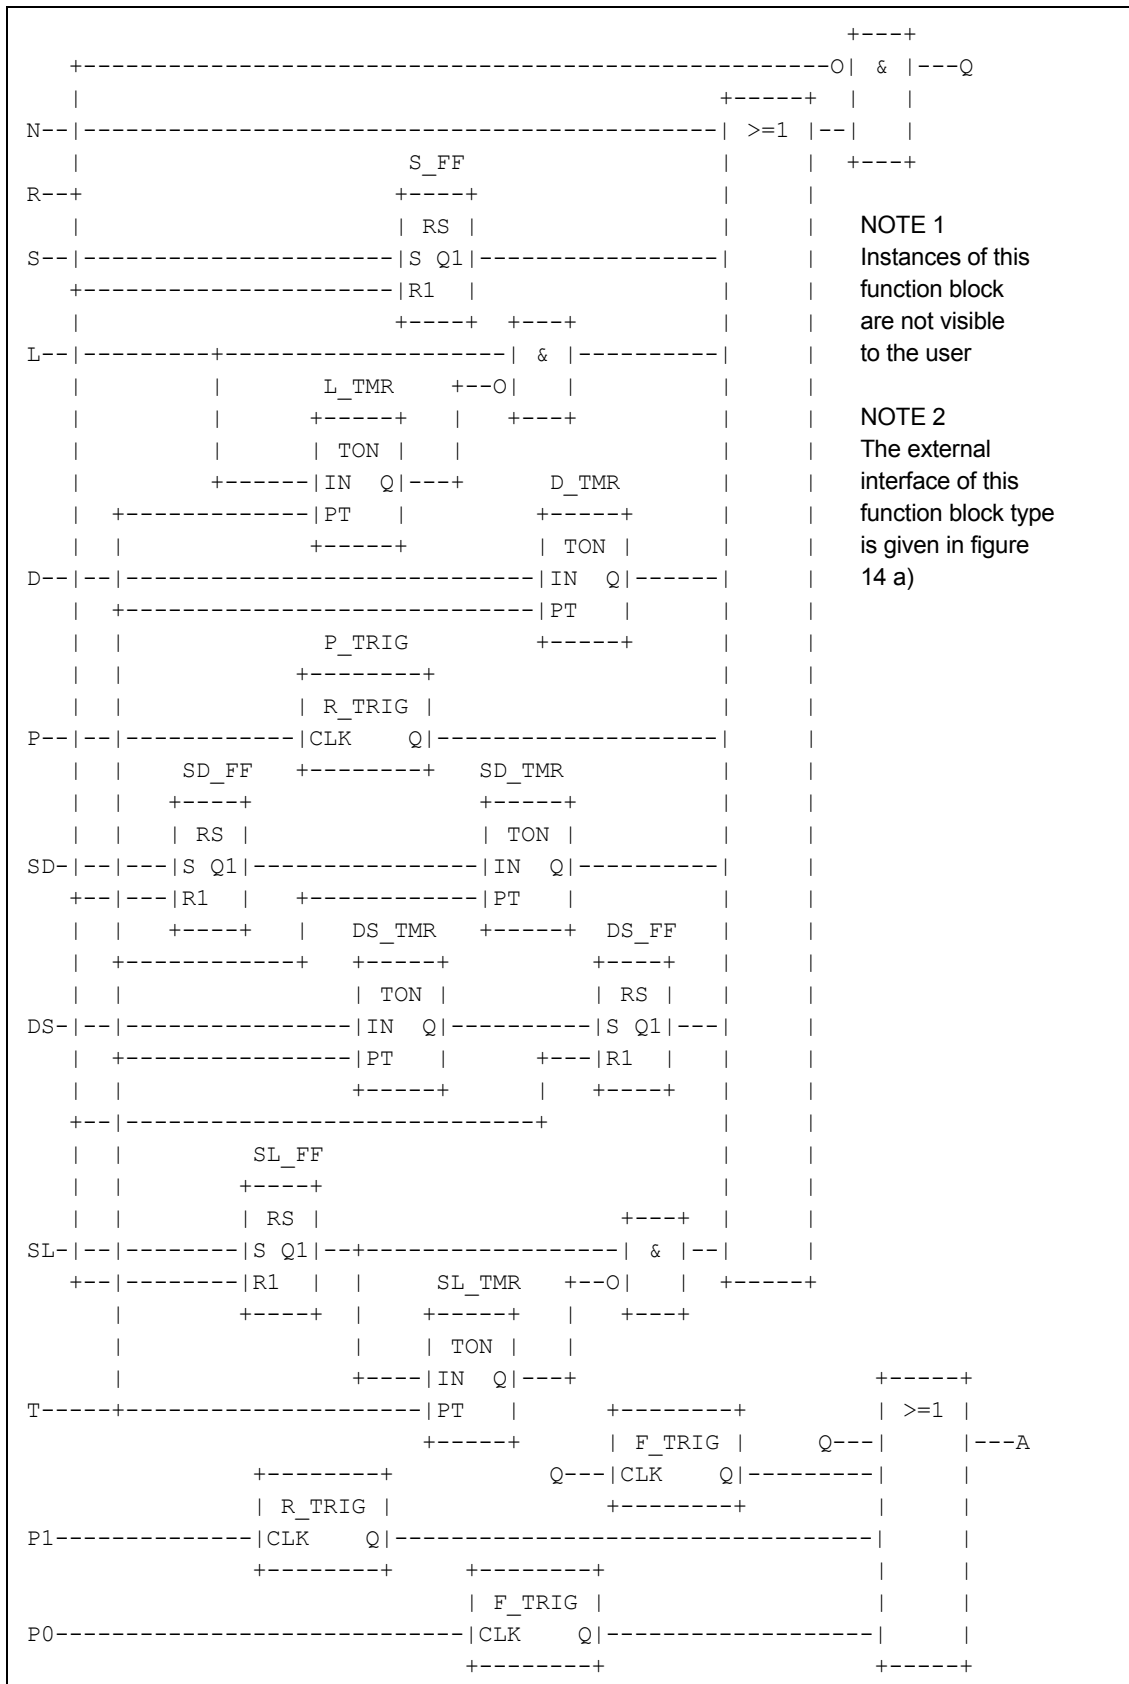 & Q
N >=1
S_FF
R
RS NOTE 1
S S Q1 Instances of this
R1 function block
are not visible
L & to the user
L_TMR
NOTE 2
TON The external
IN Q D_TMR interface of this
PT function block type
TON is given in figure
D IN Q 14 a)
PT
P_TRIG
R_TRIG
P CLK Q
SD_FF SD_TMR
RS TON
SD S Q1 IN Q
R1 PT
DS_TMR DS_FF
TON RS
DS IN Q S Q1
PT R1
SL_FF
RS
SL S Q1 &
R1 SL_TMR
TON
IN Q
T PT >=1
F_TRIG Q A
Q CLK Q
R_TRIG
P1 CLK Q
F_TRIG
P0 CLK Q